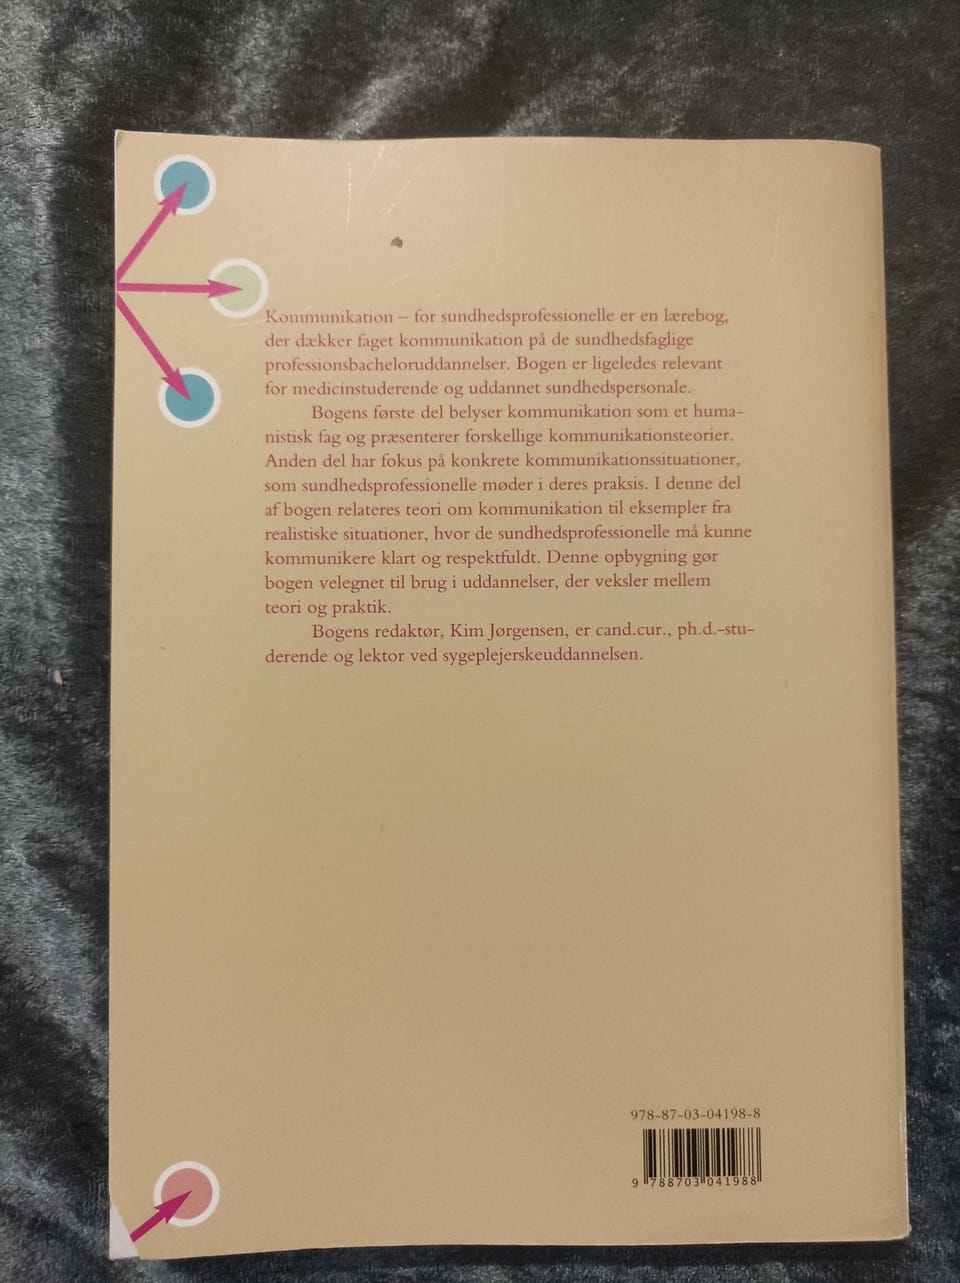 Kommunikation – for sundhedsprofessionelle er en lærebog,
der dækker faget kommunikation på de sundhedsfaglige
professionsbacheloruddannelser. Bogen er ligeledes relevant
for medicinstuderende og uddannet sundhedspersonale.
Bogens første del belyser kommunikation som et huma-
nistisk fag og præsenterer forskellige kommunikationsteorier.
Anden del har fokus på konkrete kommunikationssituationer,
som sundhedsprofessionelle møder i deres praksis. I denne del
af bogen relateres teori om kommunikation til eksempler fra
realistiske situationer, hvor de sundhedsprofessionelle må kunne
kommunikere klart og respektfuldt. Denne opbygning gør
bogen velegnet til brug i uddannelser, der veksler mellem
teori og praktik.
Bogens redaktør, Kim Jørgensen, er cand.cur., ph.d.-stu-
derende og lektor ved sygeplejerskeuddannelsen.
978-87-03-04198-8
9 788703 041988